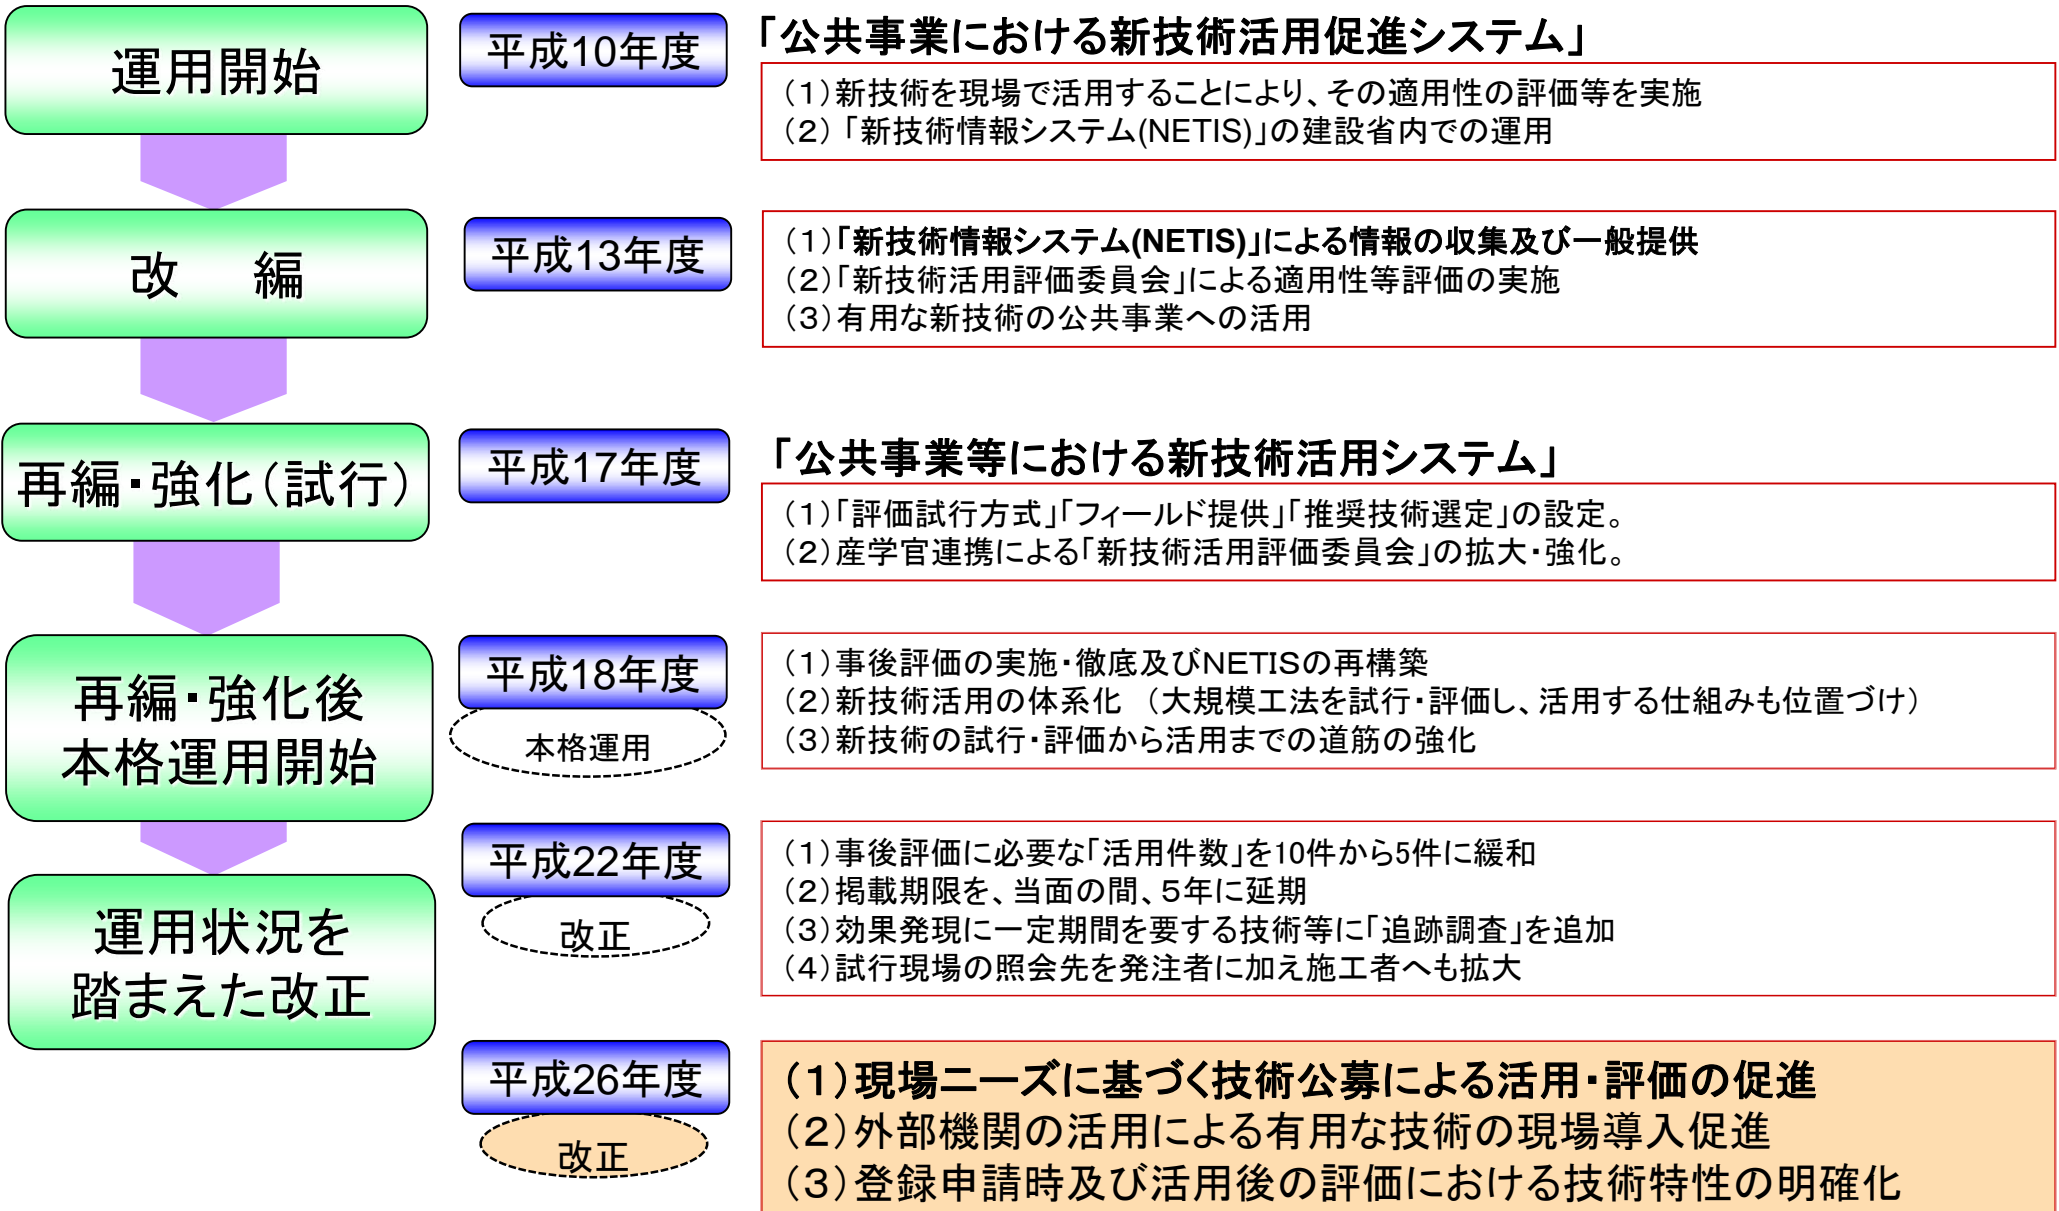 運用開始
平成10年度
「公共事業における新技術活用促進システム」
(1)新技術を現場で活用することにより、その適用性の評価等を実施
(2)「新技術情報システム(NETIS)」の建設省内での運用
改　編
平成13年度
(1)「新技術情報システム(NETIS)」による情報の収集及び一般提供
(2)「新技術活用評価委員会」による適用性等評価の実施
(3)有用な新技術の公共事業への活用
再編・強化(試行)
平成17年度
「公共事業等における新技術活用システム」
(1)「評価試行方式」「フィールド提供」「推奨技術選定」の設定。
(2)産学官連携による「新技術活用評価委員会」の拡大・強化。
再編・強化後
本格運用開始
平成18年度
本格運用
(1)事後評価の実施・徹底及びNETISの再構築
(2)新技術活用の体系化　(大規模工法を試行・評価し、活用する仕組みも位置づけ)
(3)新技術の試行・評価から活用までの道筋の強化
運用状況を
踏まえた改正
平成22年度
改正
(1)事後評価に必要な「活用件数」を10件から5件に緩和
(2)掲載期限を、当面の間、5年に延期
(3)効果発現に一定期間を要する技術等に「追跡調査」を追加
(4)試行現場の照会先を発注者に加え施工者へも拡大
平成26年度
改正
(1)現場ニーズに基づく技術公募による活用・評価の促進
(2)外部機関の活用による有用な技術の現場導入促進
(3)登録申請時及び活用後の評価における技術特性の明確化